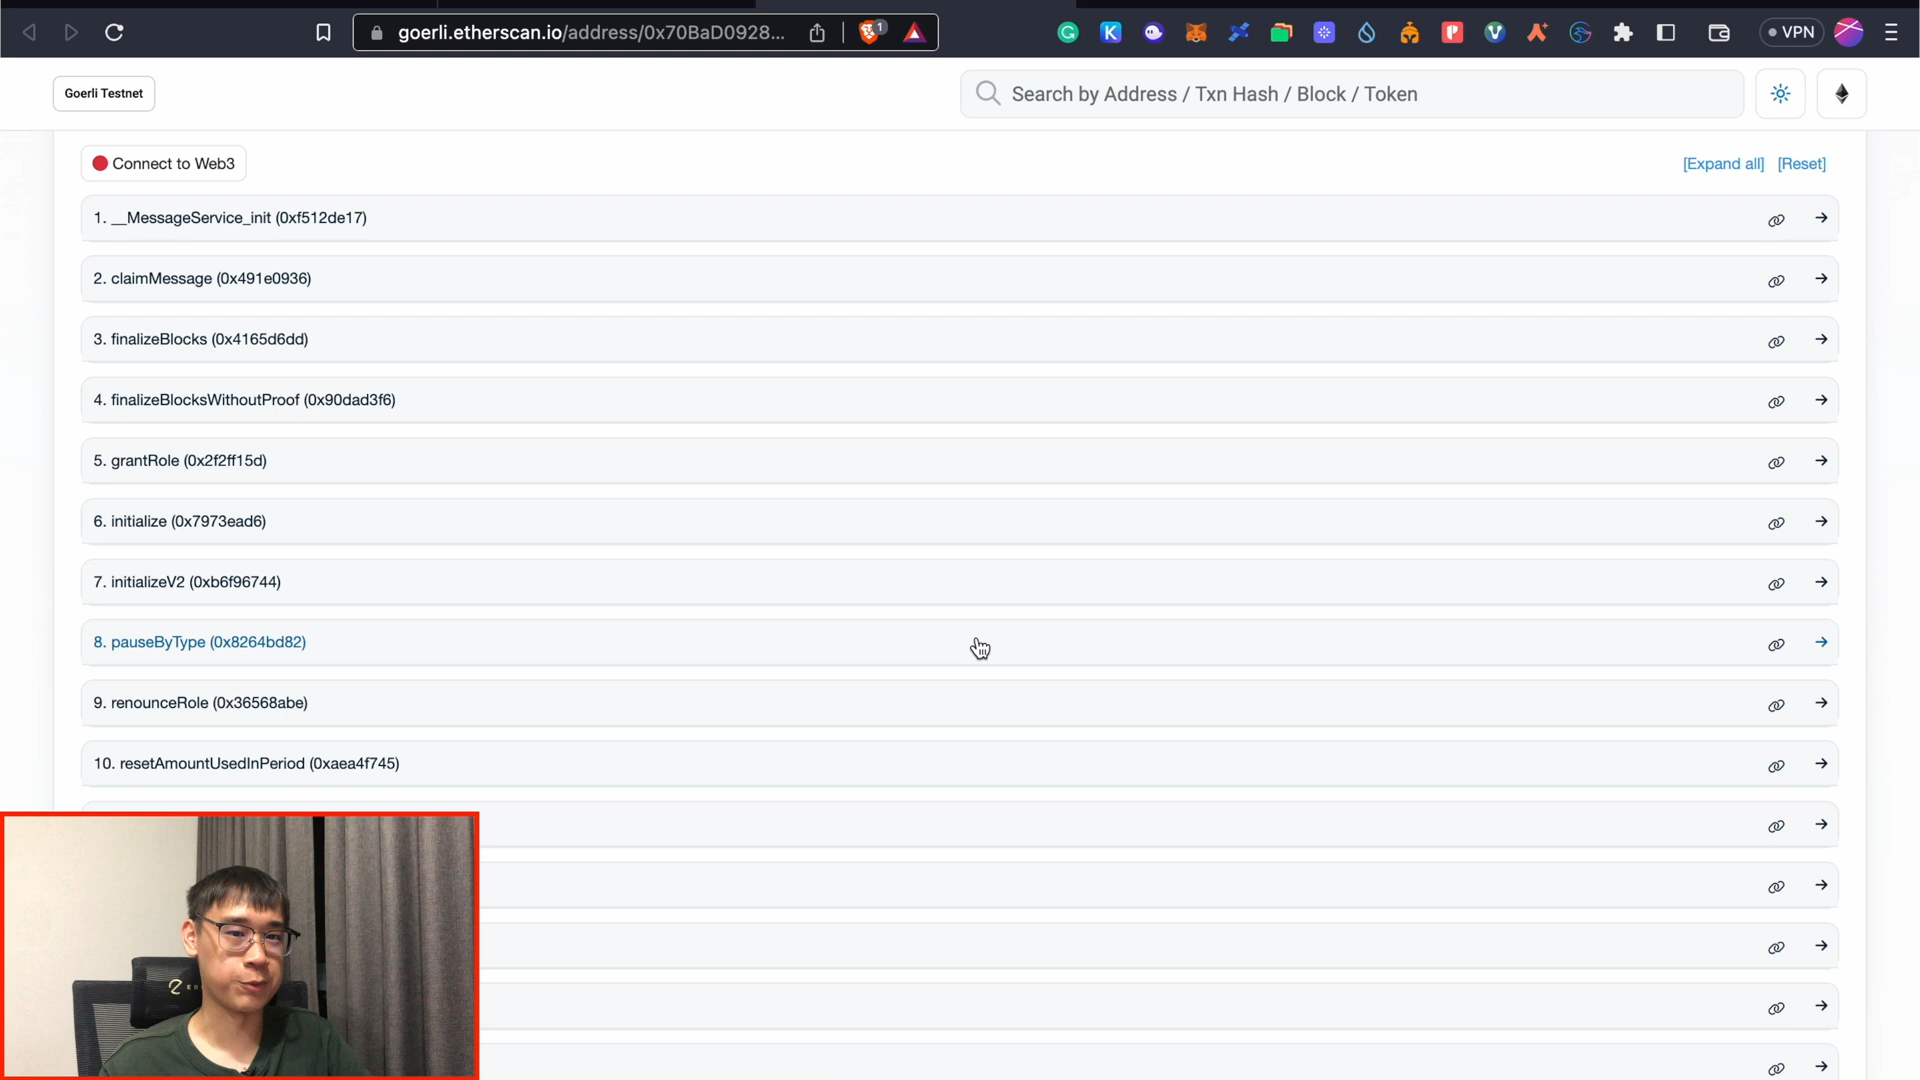 goerli.etherscan.io/address/0x70BaD0928...
1
VPN
Goerli Testnet
Search by Address / Txn Hash / Block / Token
Connect to Web3
[Expand all] [Reset]
1. __MessageService_init (0xf512de17)
2. claimMessage (0x491e0936)
3. finalizeBlocks (0x4165d6dd)
4. finalizeBlocksWithoutProof (0x90dad3f6)
5. grantRole (0x2f2ff15d)
6. initialize (0x7973ead6)
7. initializeV2 (0xb6f96744)
8. pauseByType (0x8264bd82)
9. renounceRole (0x36568abe)
10. resetAmountUsedInPeriod (0xaea4f745)